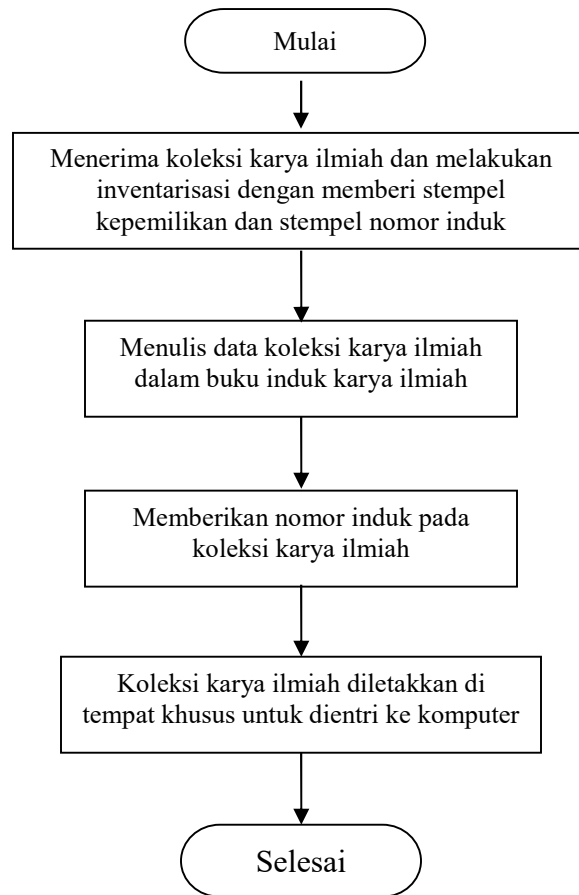 Mulai
Menerima koleksi karya ilmiah dan melakukan
inventarisasi dengan memberi stempel
kepemilikan dan stempel nomor induk
Menulis data koleksi karya ilmiah
dalam buku induk karya ilmiah
Memberikan nomor induk pada
koleksi karya ilmiah
Koleksi karya ilmiah diletakkan di
tempat khusus untuk dientri ke komputer
Selesai